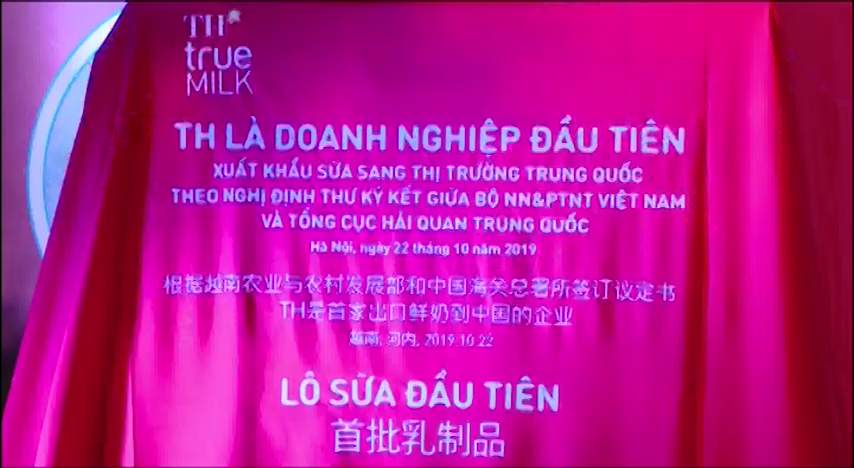 TH
true
MILK
TH LÀ DOANH NGHIỆP ĐẦU TIÊN
XUẤT KHẨU SỮA SANG THỊ TRƯỜNG TRUNG QUỐC
THEO NGHỊ ĐỊNH THƯ KÝ KẾT GIỮA BỘ NN&PTNT VIỆT NAM
VÀ TỔNG CỤC HẢI QUAN TRUNG QUỐC
Hà Nội, ngày 22 tháng 10 năm 2019
根据越南农业与农村发展部和中国海关总署所签订议定书
TH是首家出口鲜奶到中国的企业
越南, 河内, 2019.10.22
LÔ SỮA ĐẦU TIÊN
首批乳制品